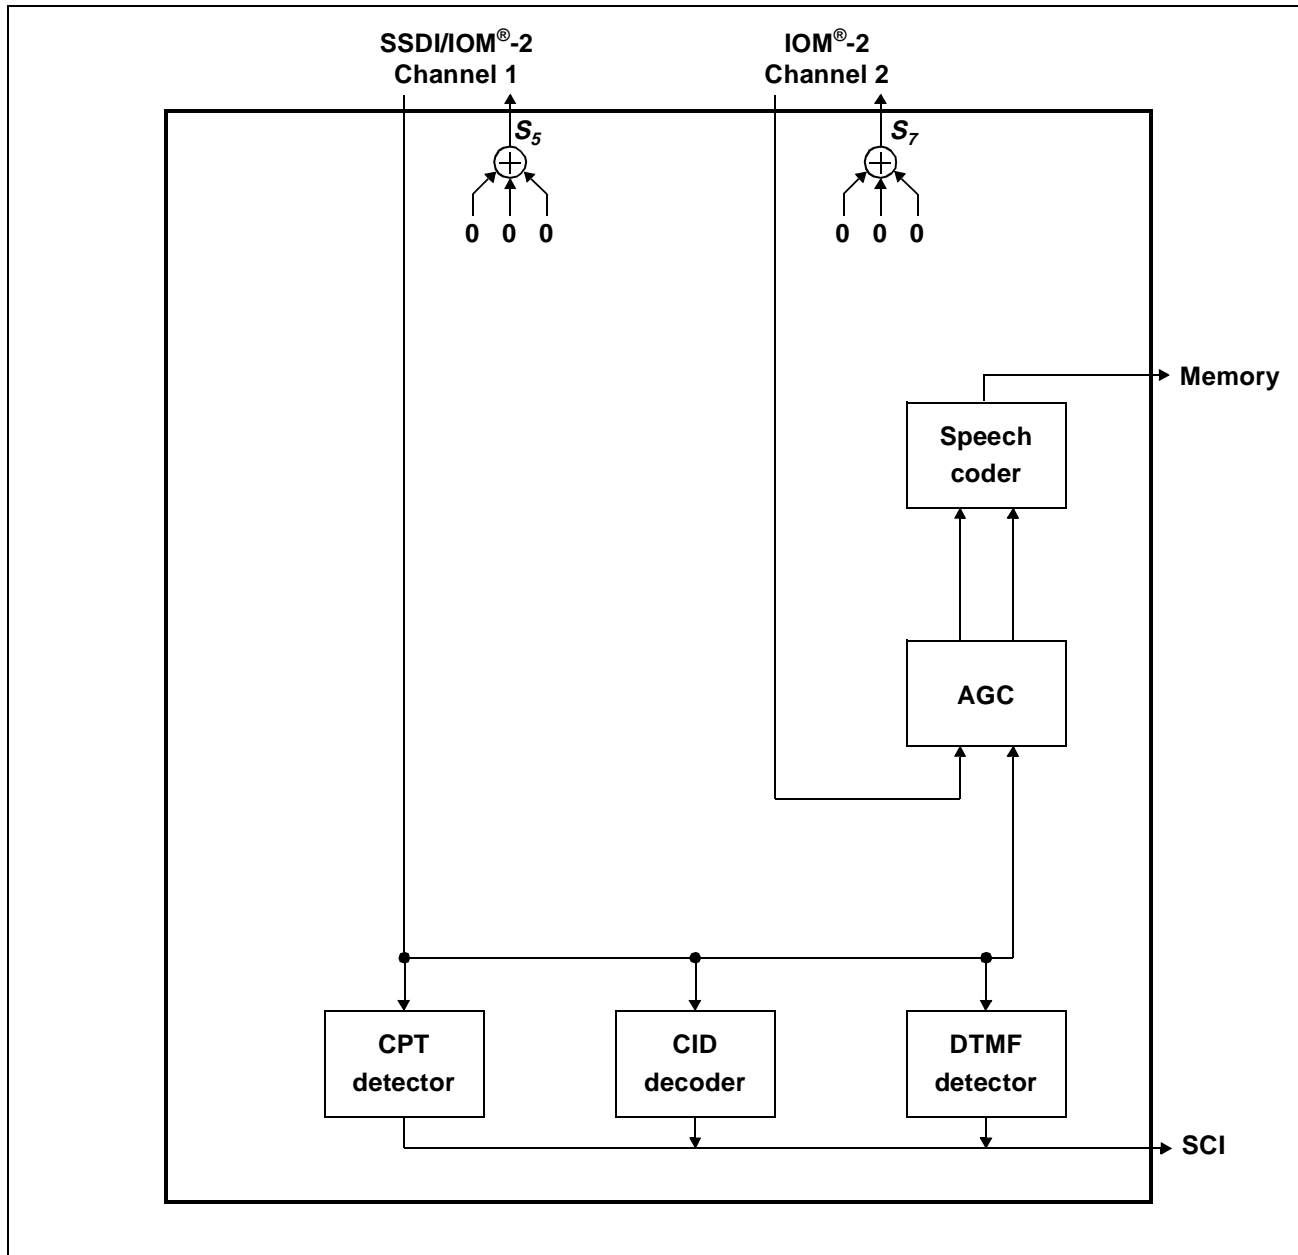 SSDI/IOM®-2
Channel 1
IOM®-2
Channel 2
S5
S7
0 0 0
0 0 0
Memory
Speech
coder
AGC
CPT
detector
CID
decoder
DTMF
detector
SCI